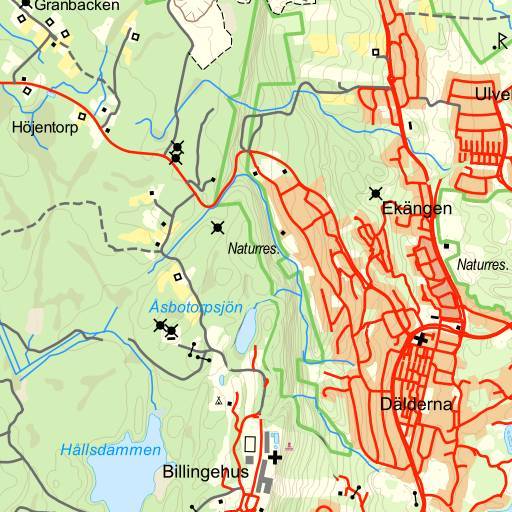 Granbacken
Ulve
Höjentorp
R
Ekängen
Naturres.
Naturres.
Åsbotorpsjön
Dälderna
Hållsdammen
Billingehus